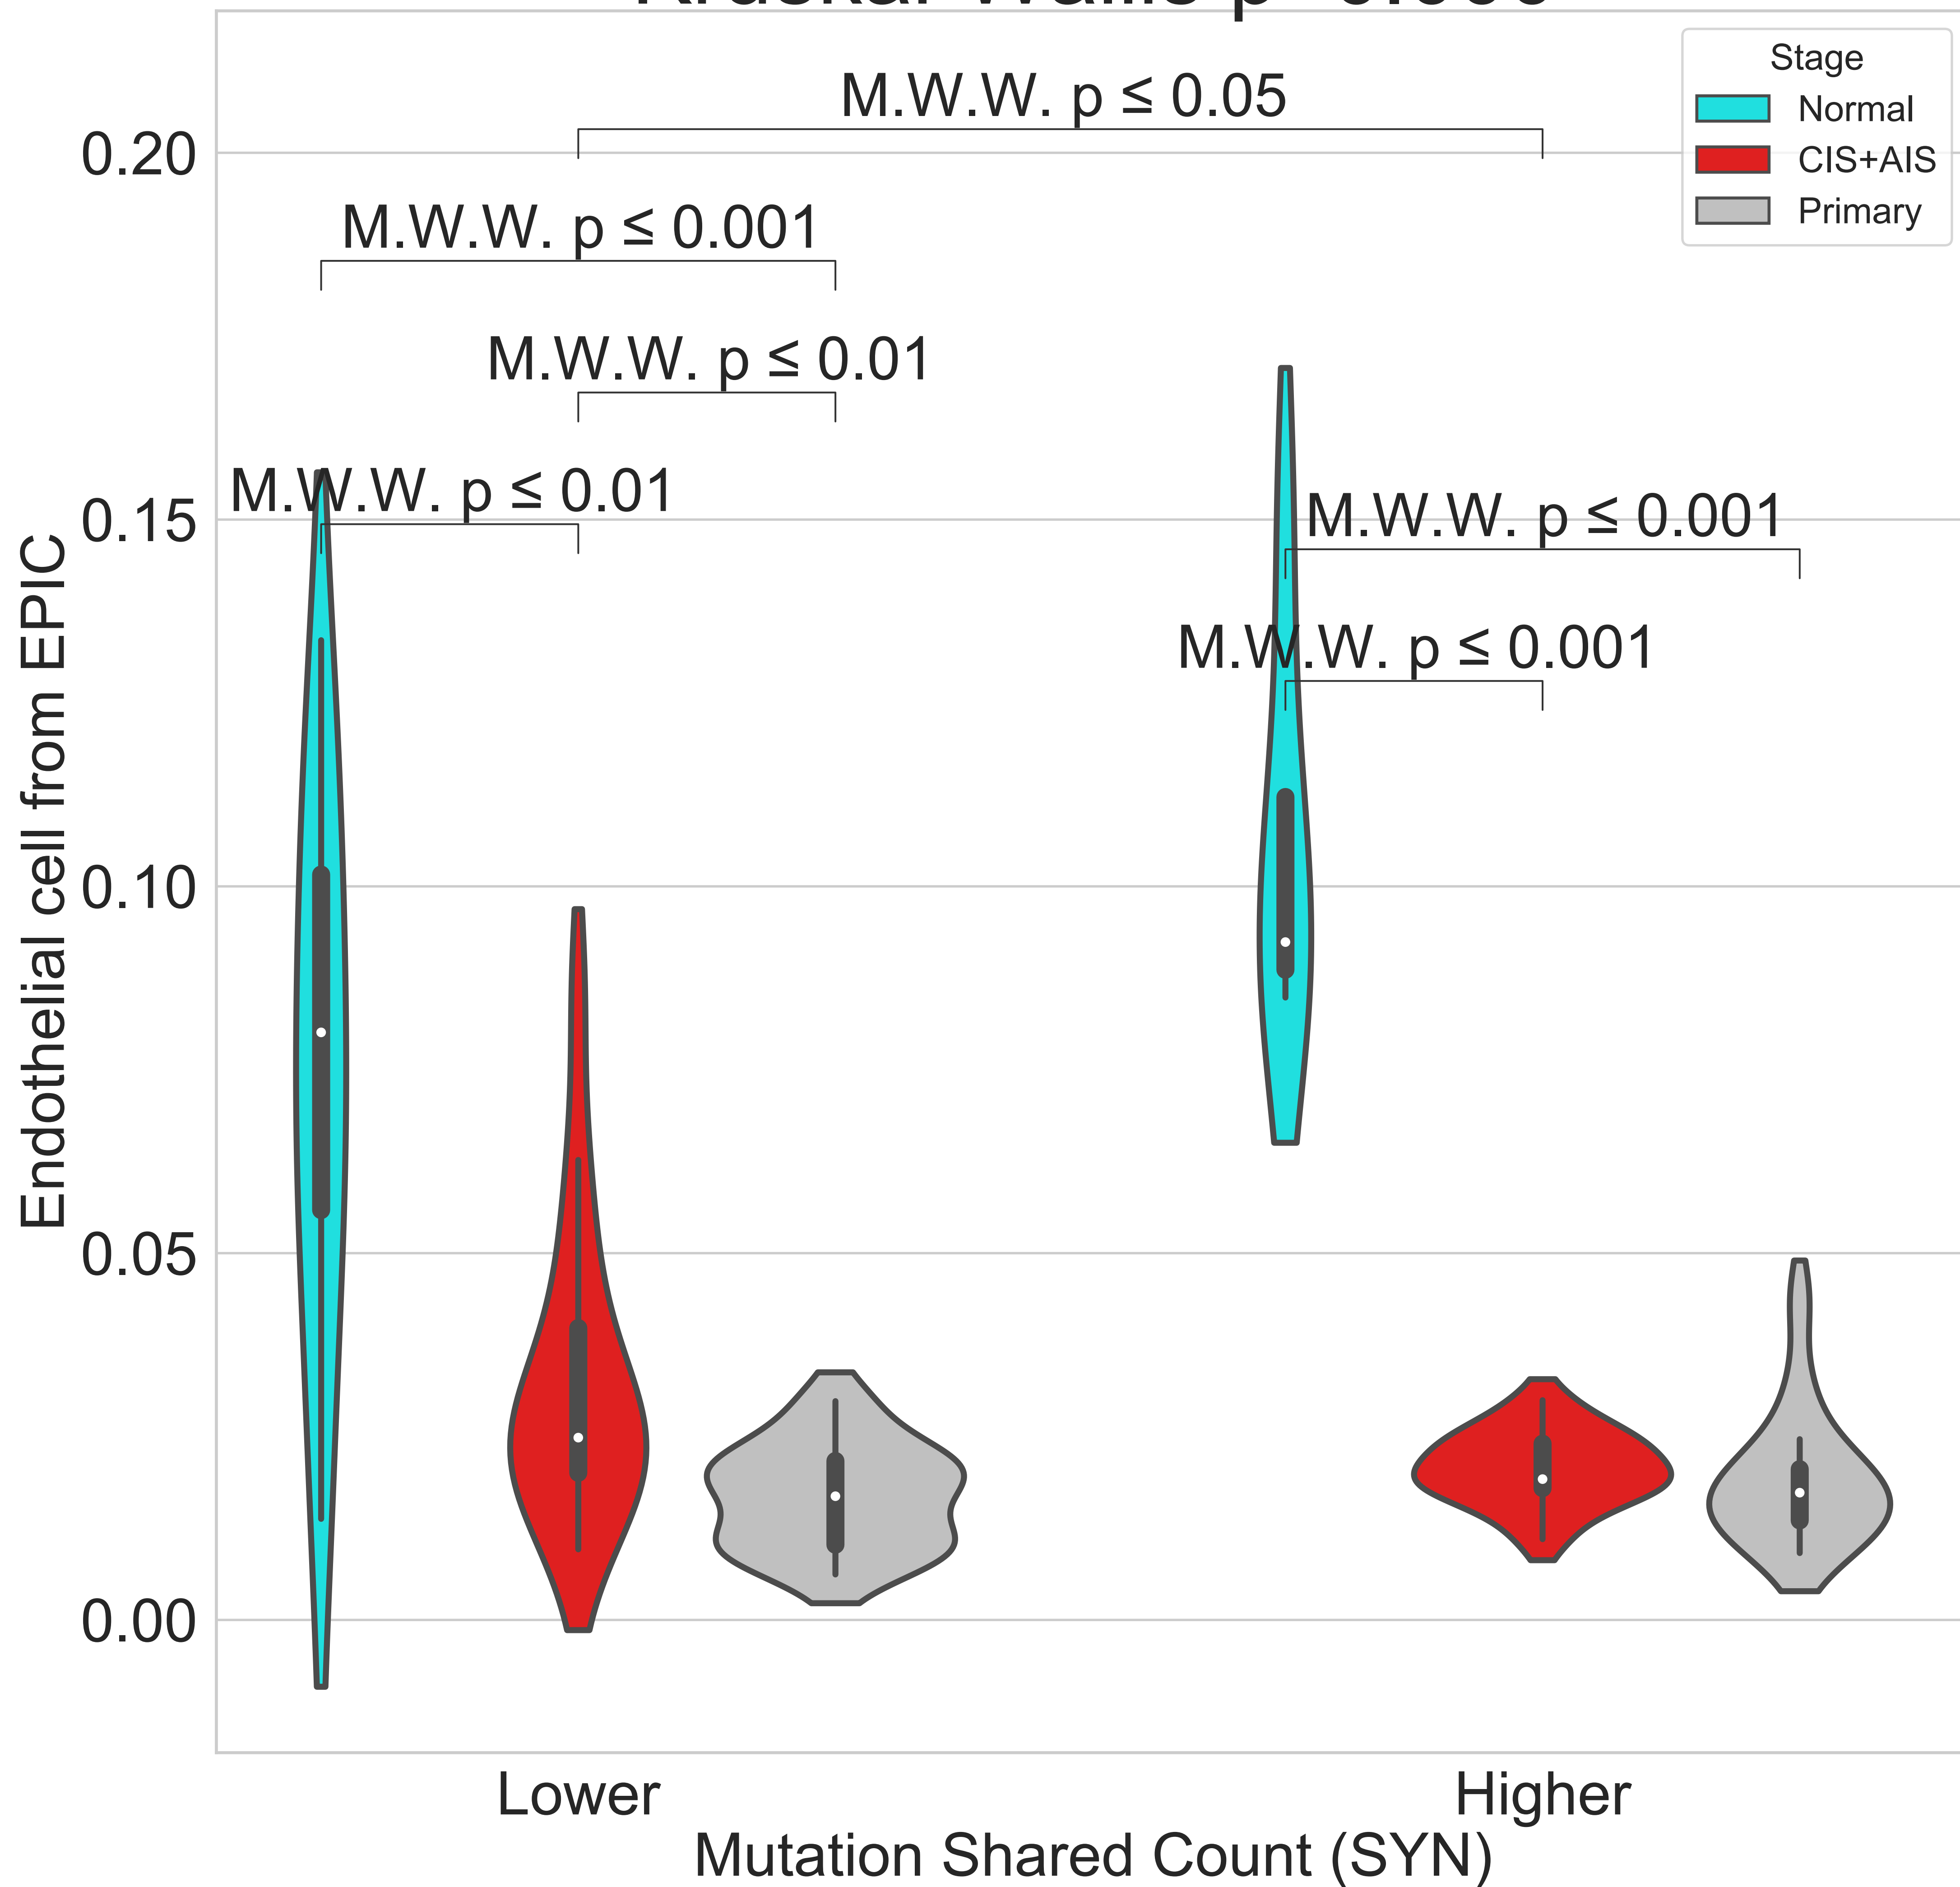 M.W.W. p ≤ 0.05
M.W.W. p ≤ 0.001
M.W.W. p ≤ 0.01
M.W.W. p ≤ 0.01
M.W.W. p ≤ 0.001
M.W.W. p ≤ 0.001
Stage
Normal
CIS+AIS
Primary
Endothelial cell from EPIC
0.20
0.15
0.10
0.05
0.00
Lower
Higher
Mutation Shared Count (SYN)